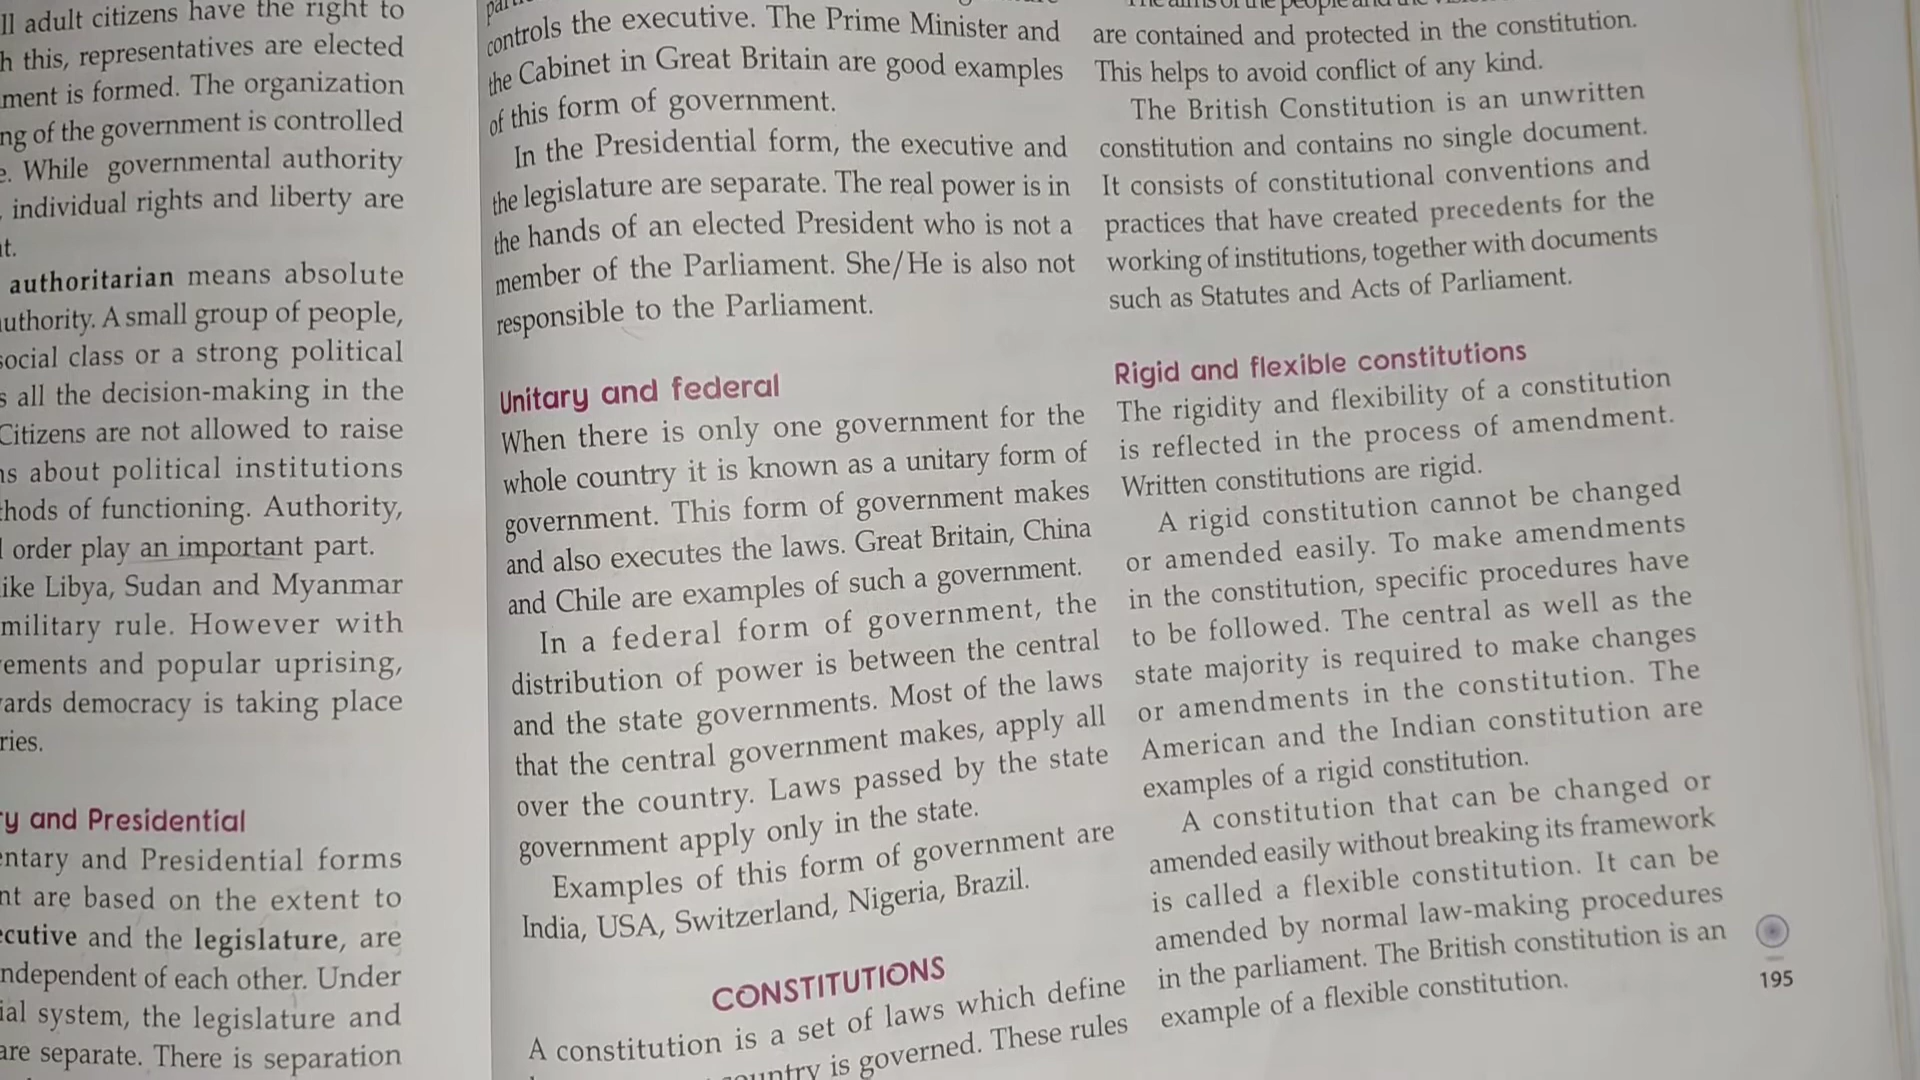 ll adult citizens have the right to
h this, representatives are elected
ment is formed. The organization
ng of the government is controlled
e. While governmental authority
, individual rights and liberty are
t.
authoritarian means absolute
uthority. A small group of people,
social class or a strong political
s all the decision-making in the
Citizens are not allowed to raise
ns about political institutions
thods of functioning. Authority,
l order play an important part.
ike Libya, Sudan and Myanmar
military rule. However with
ements and popular uprising,
ards democracy is taking place
ries.
y and Presidential
entary and Presidential forms
nt are based on the extent to
ecutive and the legislature, are
ndependent of each other. Under
ial system, the legislature and
are separate. There is separation
controls the executive. The Prime Minister and
the Cabinet in Great Britain are good examples
of this form of government.
In the Presidential form, the executive and
the legislature are separate. The real power is in
the hands of an elected President who is not a
member of the Parliament. She/He is also not
responsible to the Parliament.
Unitary and federal
When there is only one government for the
whole country it is known as a unitary form of
government. This form of government makes
and also executes the laws. Great Britain, China
and Chile are examples of such a government.
In a federal form of government, the
distribution of power is between the central
and the state governments. Most of the laws
that the central government makes, apply all
over the country. Laws passed by the state
government apply only in the state.
Examples of this form of government are
India, USA, Switzerland, Nigeria, Brazil.
CONSTITUTIONS
A constitution is a set of laws which define
country is governed. These rules
are contained and protected in the constitution.
This helps to avoid conflict of any kind.
The British Constitution is an unwritten
constitution and contains no single document.
It consists of constitutional conventions and
practices that have created precedents for the
working of institutions, together with documents
such as Statutes and Acts of Parliament.
Rigid and flexible constitutions
The rigidity and flexibility of a constitution
is reflected in the process of amendment.
Written constitutions are rigid.
A rigid constitution cannot be changed
or amended easily. To make amendments
in the constitution, specific procedures have
to be followed. The central as well as the
state majority is required to make changes
or amendments in the constitution. The
American and the Indian constitution are
examples of a rigid constitution.
A constitution that can be changed or
amended easily without breaking its framework
is called a flexible constitution. It can be
amended by normal law-making procedures
in the parliament. The British constitution is an
example of a flexible constitution.
195